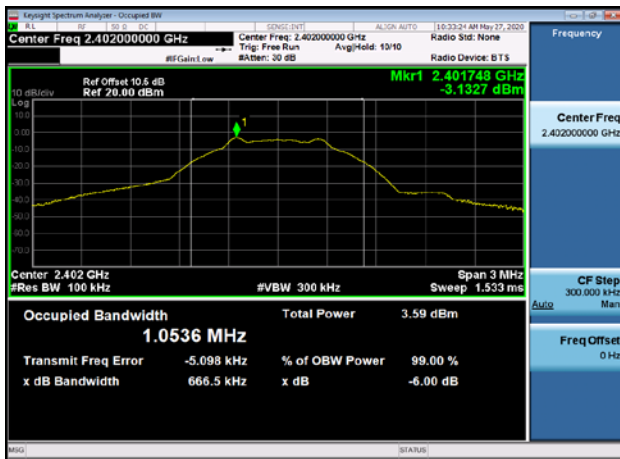 Keysight Spectrum Analyzer - Occupied BW
RL RF 50 Ω DC SENSE:INT ALIGN AUTO 10:33:24 AM May 27, 2020
Center Freq 2.402000000 GHz Center Freq: 2.402000000 GHz Radio Std: None
Trig: Free Run Avg|Hold: 10/10
#IFGain:Low #Atten: 30 dB Radio Device: BTS
Frequency
Mkr1 2.401748 GHz
-3.1327 dBm
Ref Offset 10.6 dB
10 dB/div Ref 20.00 dBm
Log
10.0
0.00
-10.0
-20.0
-30.0
-40.0
-50.0
-60.0
-70.0
1
Center 2.402 GHz Span 3 MHz
#Res BW 100 kHz #VBW 300 kHz Sweep 1.533 ms
Occupied Bandwidth Total Power 3.59 dBm
1.0536 MHz
Transmit Freq Error -5.098 kHz % of OBW Power 99.00 %
x dB Bandwidth 666.5 kHz x dB -6.00 dB
Center Freq
2.402000000 GHz
CF Step
300.000 kHz
Auto Man
Freq Offset
0 Hz
MSG STATUS